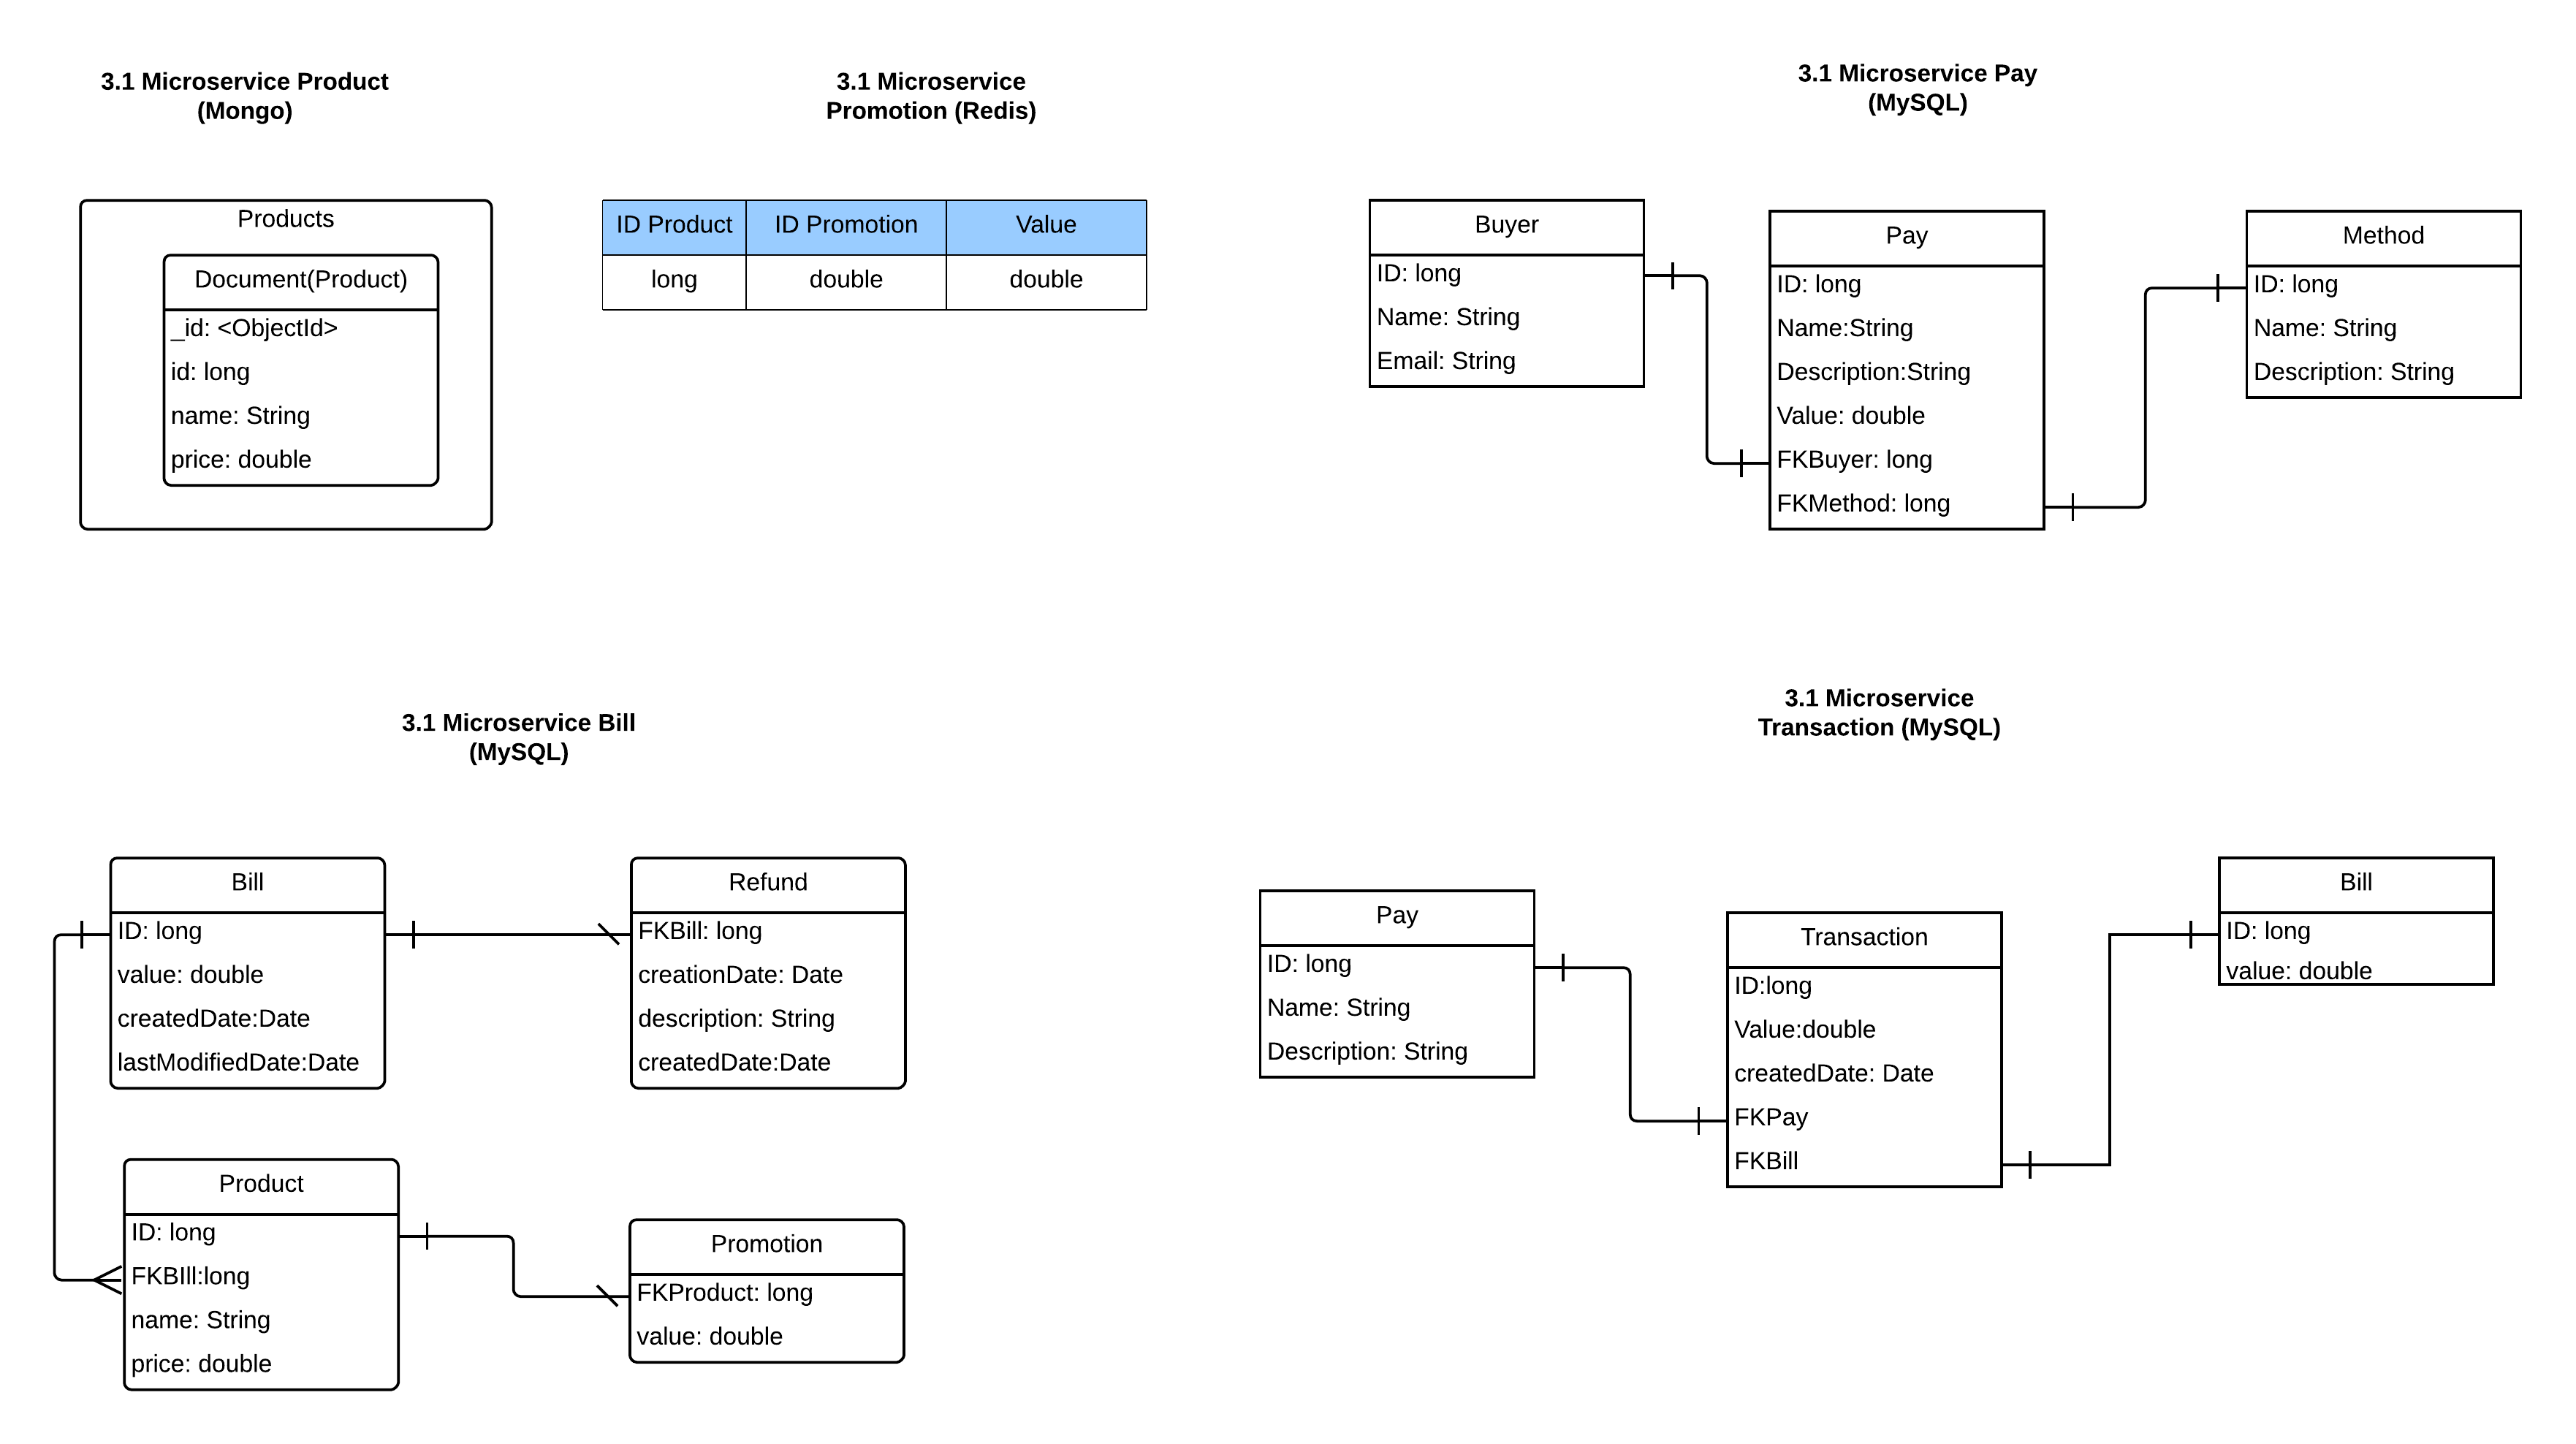 3.1 Microservice Product
(Mongo)
3.1 Microservice
Promotion (Redis)
3.1 Microservice Pay
(MySQL)
Products
Document(Product)
_id: <ObjectId>
id: long
name: String
price: double
ID Product
ID Promotion
Value
long
double
double
Buyer
ID: long
Name: String
Email: String
Pay
ID: long
Name:String
Description:String
Value: double
FKBuyer: long
FKMethod: long
Method
ID: long
Name: String
Description: String
3.1 Microservice Bill
(MySQL)
3.1 Microservice
Transaction (MySQL)
Bill
ID: long
value: double
createdDate:Date
lastModifiedDate:Date
Refund
FKBill: long
creationDate: Date
description: String
createdDate:Date
Product
ID: long
FKBIll:long
name: String
price: double
Promotion
FKProduct: long
value: double
Pay
ID: long
Name: String
Description: String
Transaction
ID:long
Value:double
createdDate: Date
FKPay
FKBill
Bill
ID: long
value: double